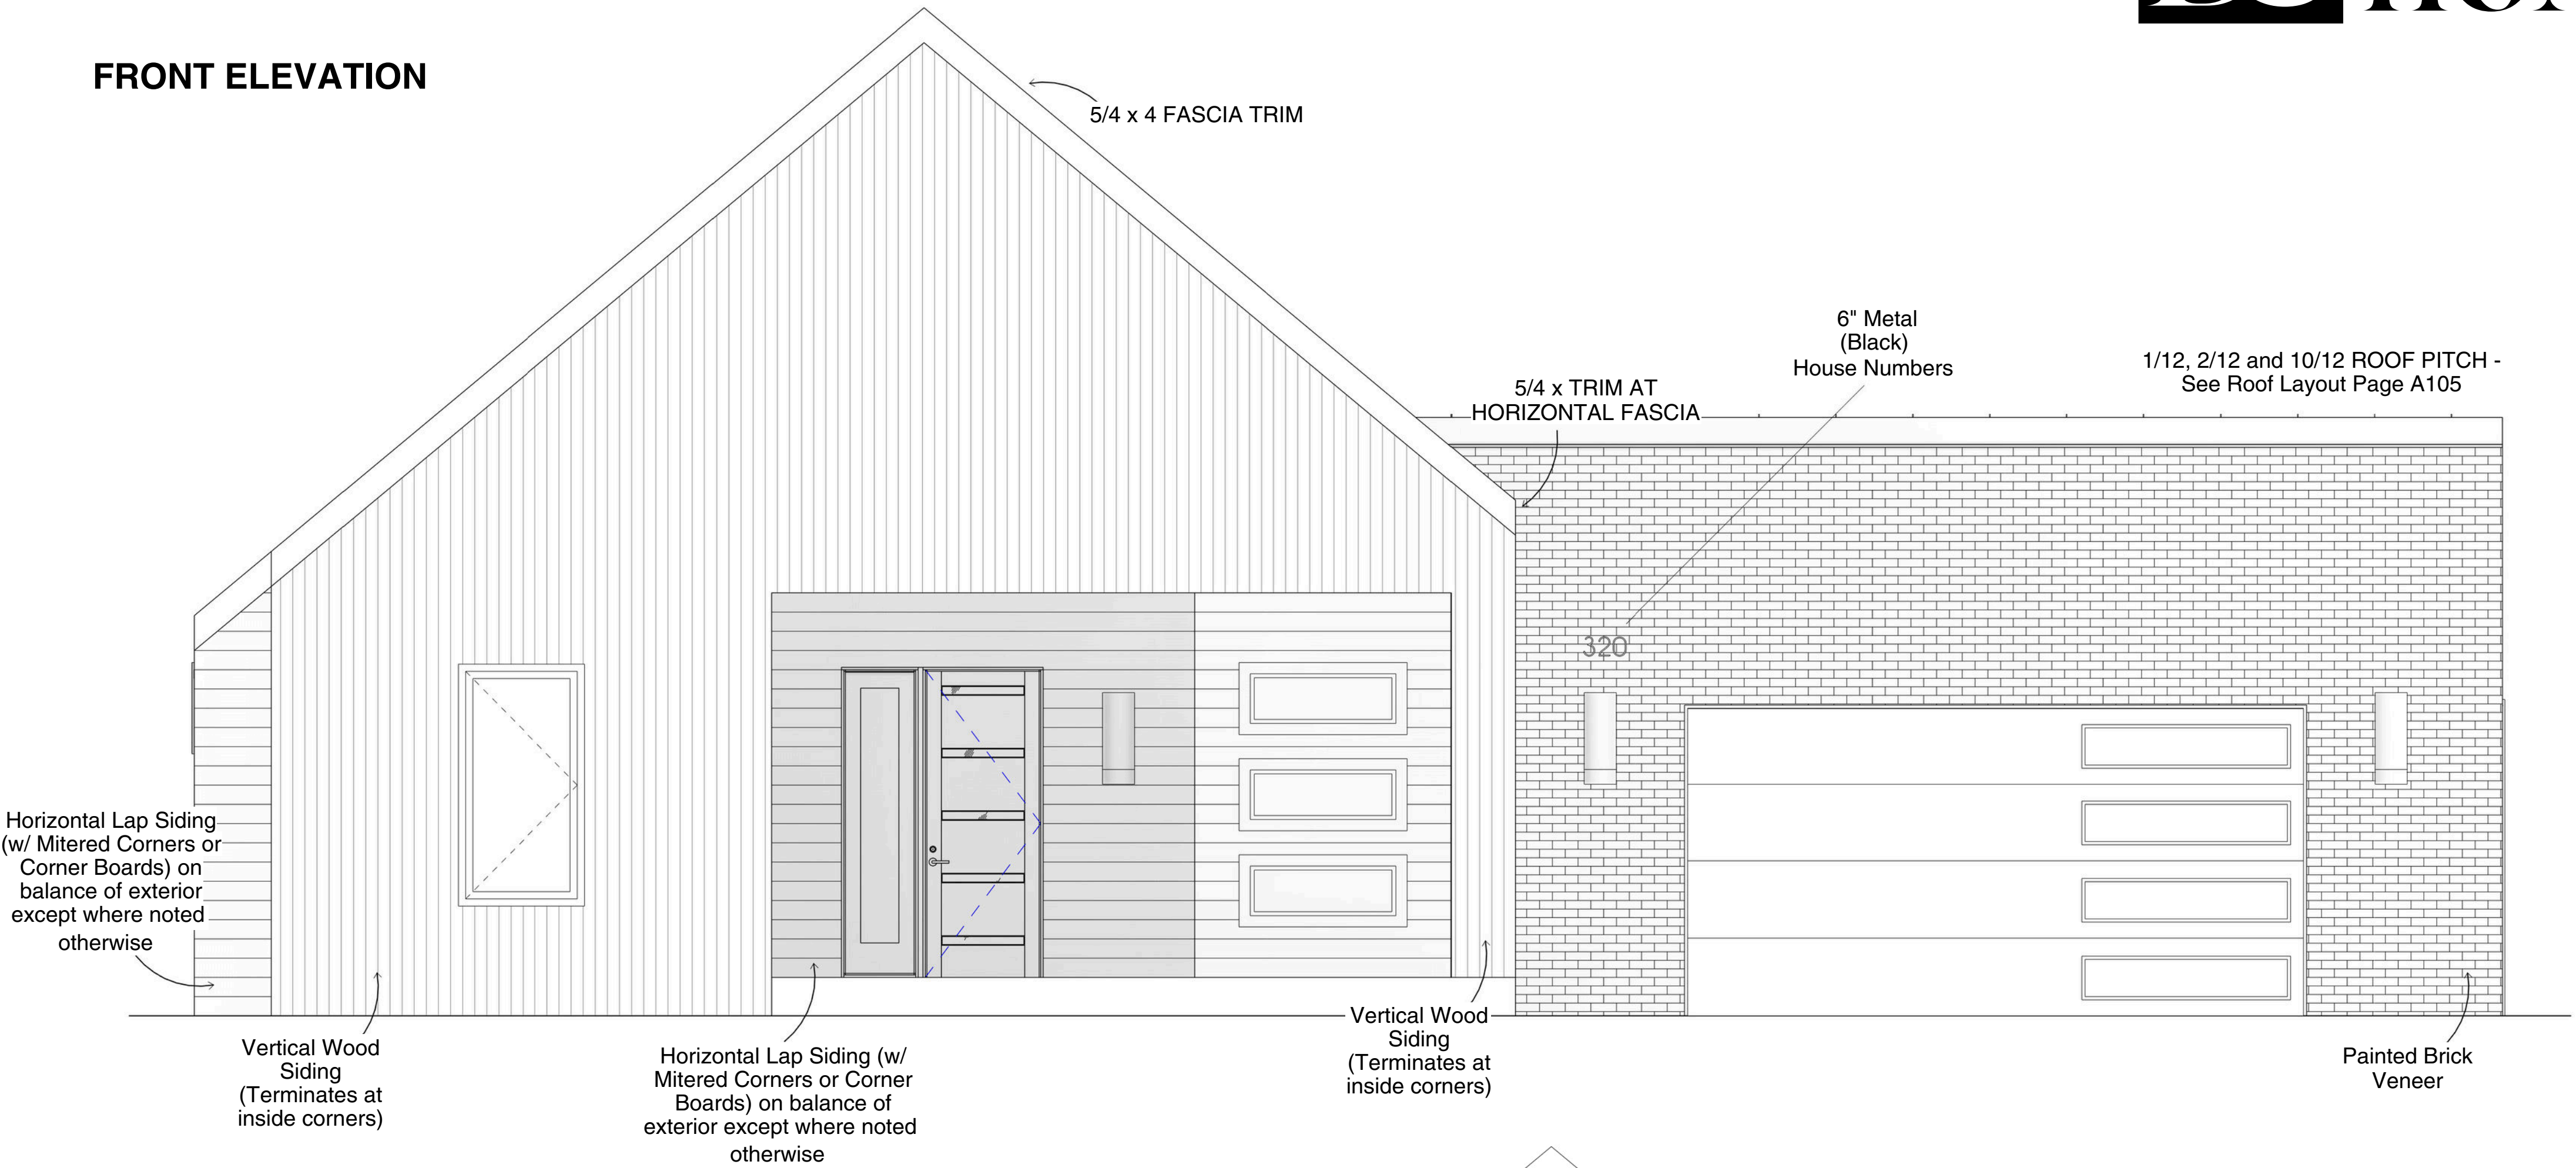 FRONT ELEVATION
5/4 x 4 FASCIA TRIM
6" Metal
(Black)
House Numbers
1/12, 2/12 and 10/12 ROOF PITCH -
See Roof Layout Page A105
5/4 x TRIM AT
HORIZONTAL FASCIA
320
Horizontal Lap Siding
(w/ Mitered Corners or
Corner Boards) on
balance of exterior
except where noted
otherwise
Vertical Wood
Siding
(Terminates at
inside corners)
Horizontal Lap Siding (w/
Mitered Corners or Corner
Boards) on balance of
exterior except where noted
otherwise
Vertical Wood
Siding
(Terminates at
inside corners)
Painted Brick
Veneer